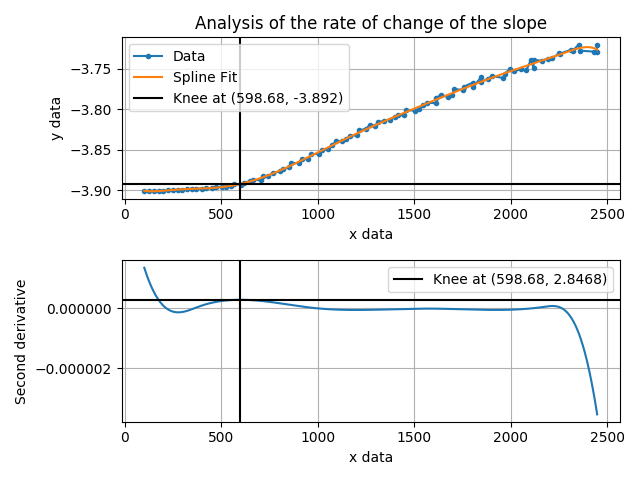 Analysis of the rate of change of the slope
Data
Spline Fit
Knee at (598.68, -3.892)
−3.75
−3.80
−3.85
−3.90
y data
0 500 1000 1500 2000 2500
x data
Knee at (598.68, 2.8468)
0.000000
−0.000002
Second derivative
0 500 1000 1500 2000 2500
x data